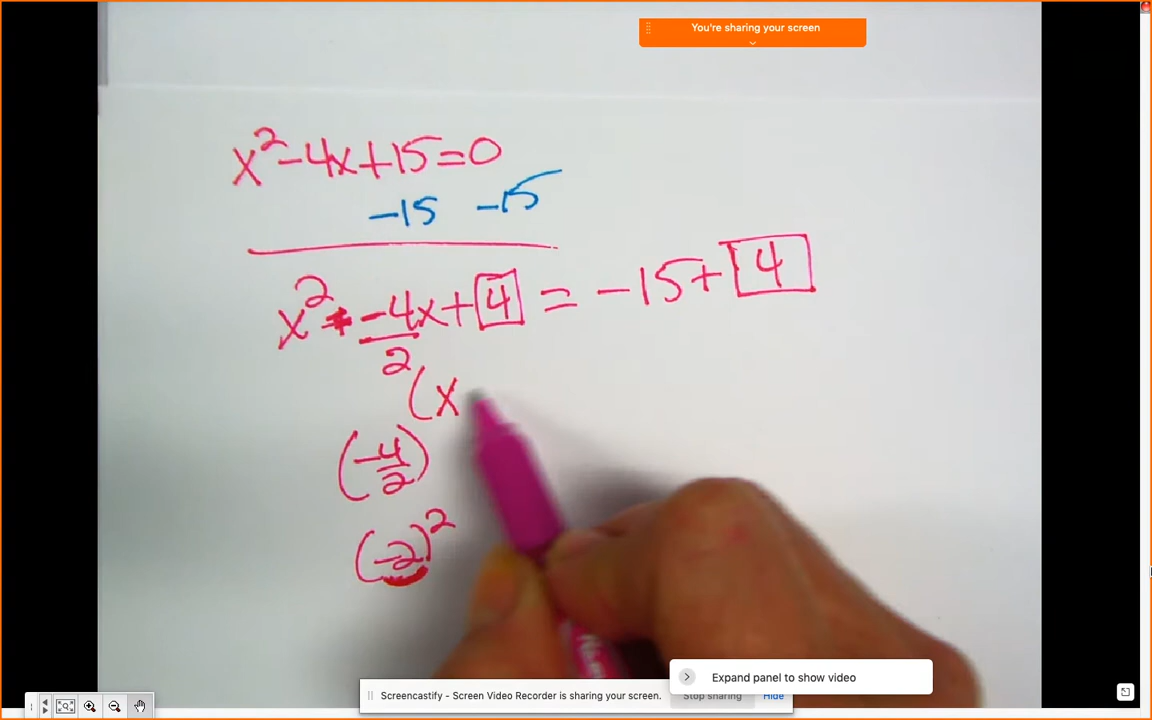 You're sharing your screen
x²-4x+15=0
-15 -15
x² -4x+4 = -15+4
2
(x
(-4/2)
(-2)²
Expand panel to show video
Screencastify - Screen Video Recorder is sharing your screen. Stop sharing Hide